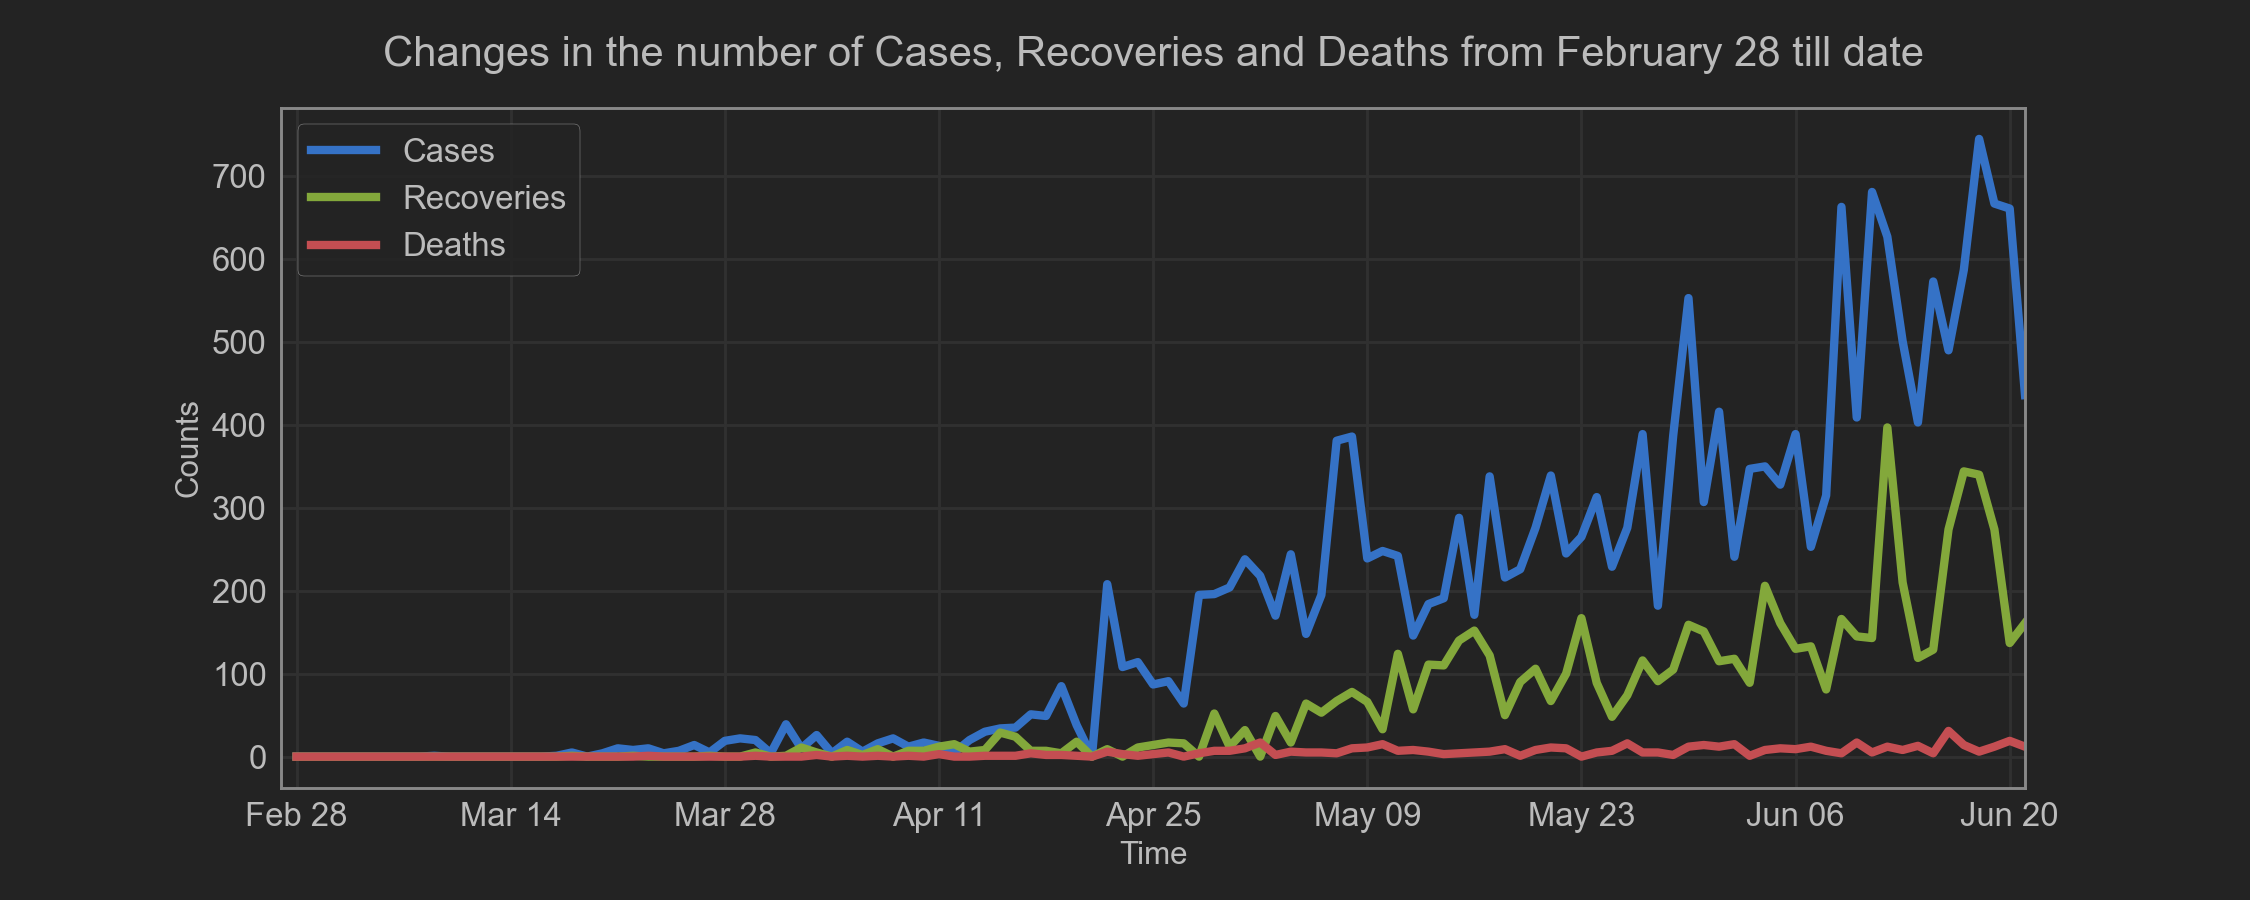 Changes in the number of Cases, Recoveries and Deaths from February 28 till date
Cases
Recoveries
Deaths
700
600
500
400
300
200
100
0
Counts
Feb 28 Mar 14 Mar 28 Apr 11 Apr 25 May 09 May 23 Jun 06 Jun 20
Time